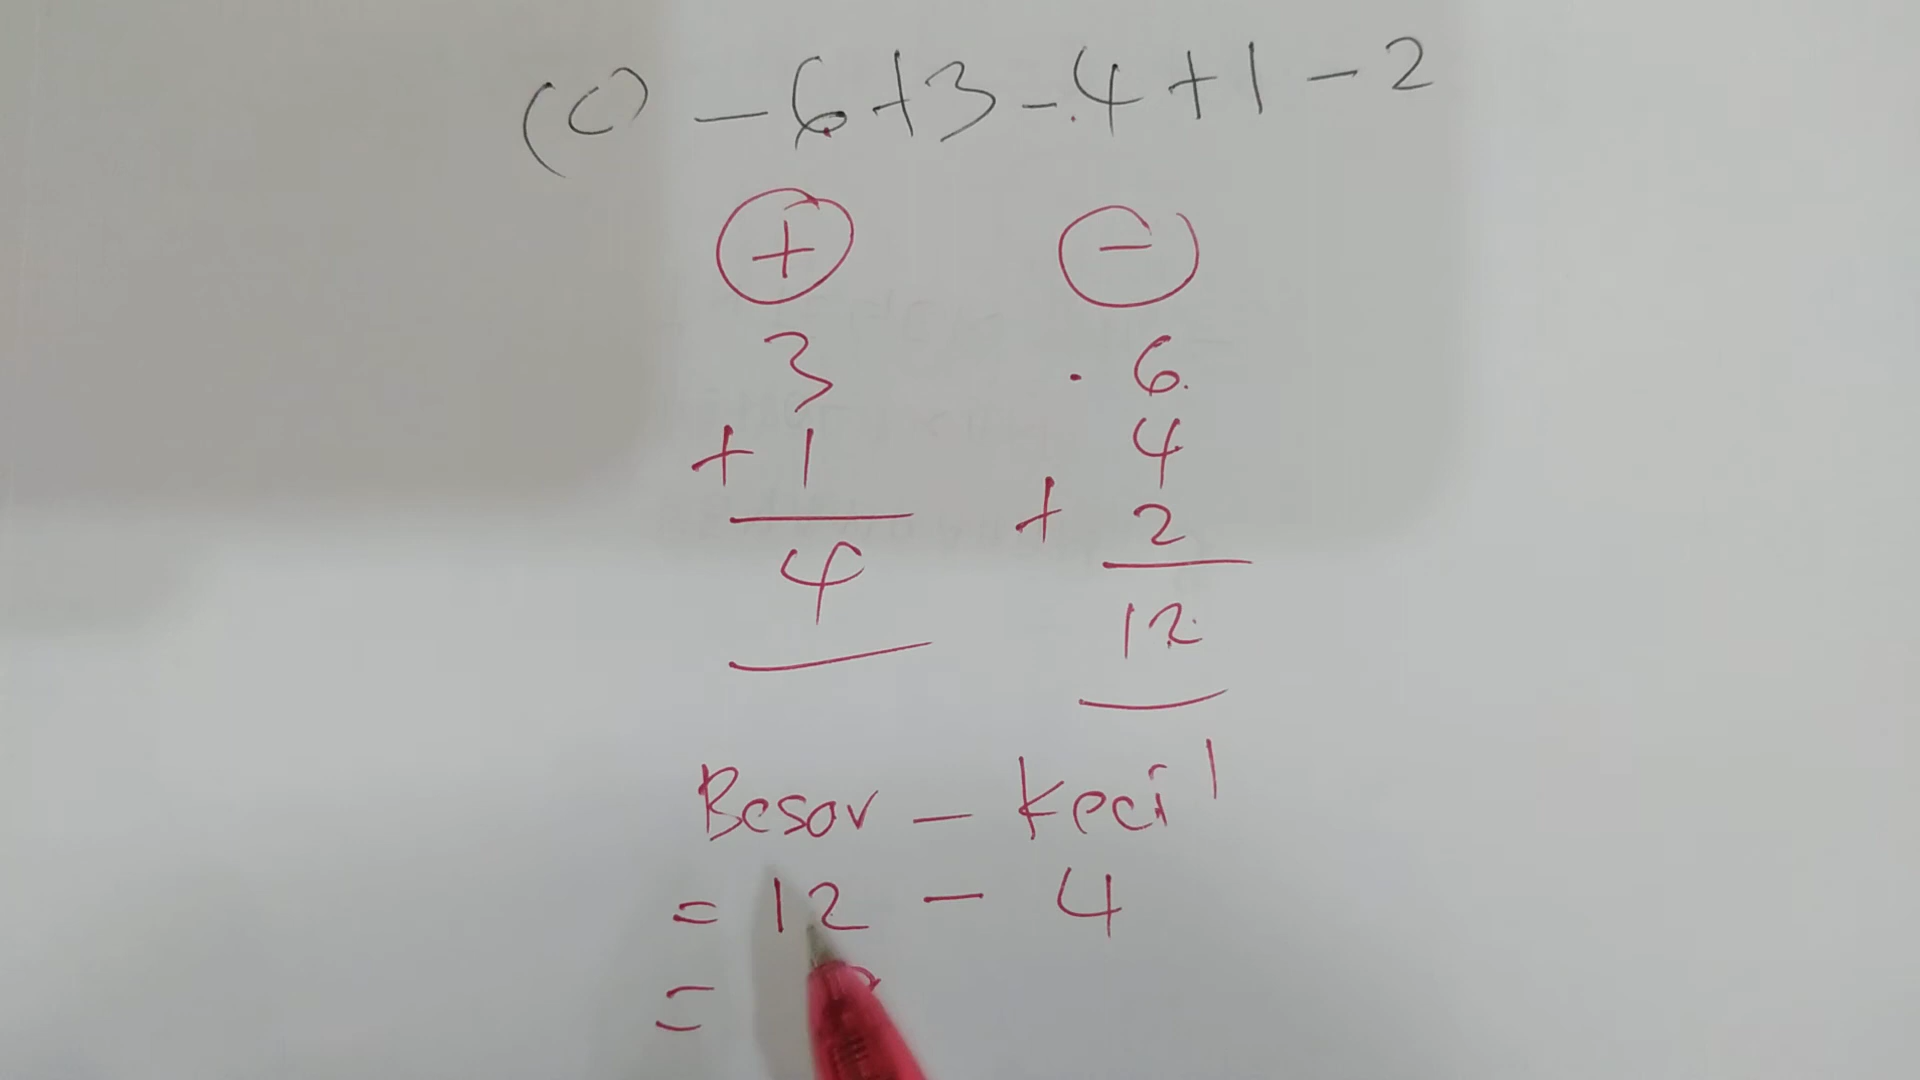 (c) -6+3-4+1-2
+ -
3 6
4
+ 1
+ 2
4
12
Besar - Kecil
= 12 - 4
=